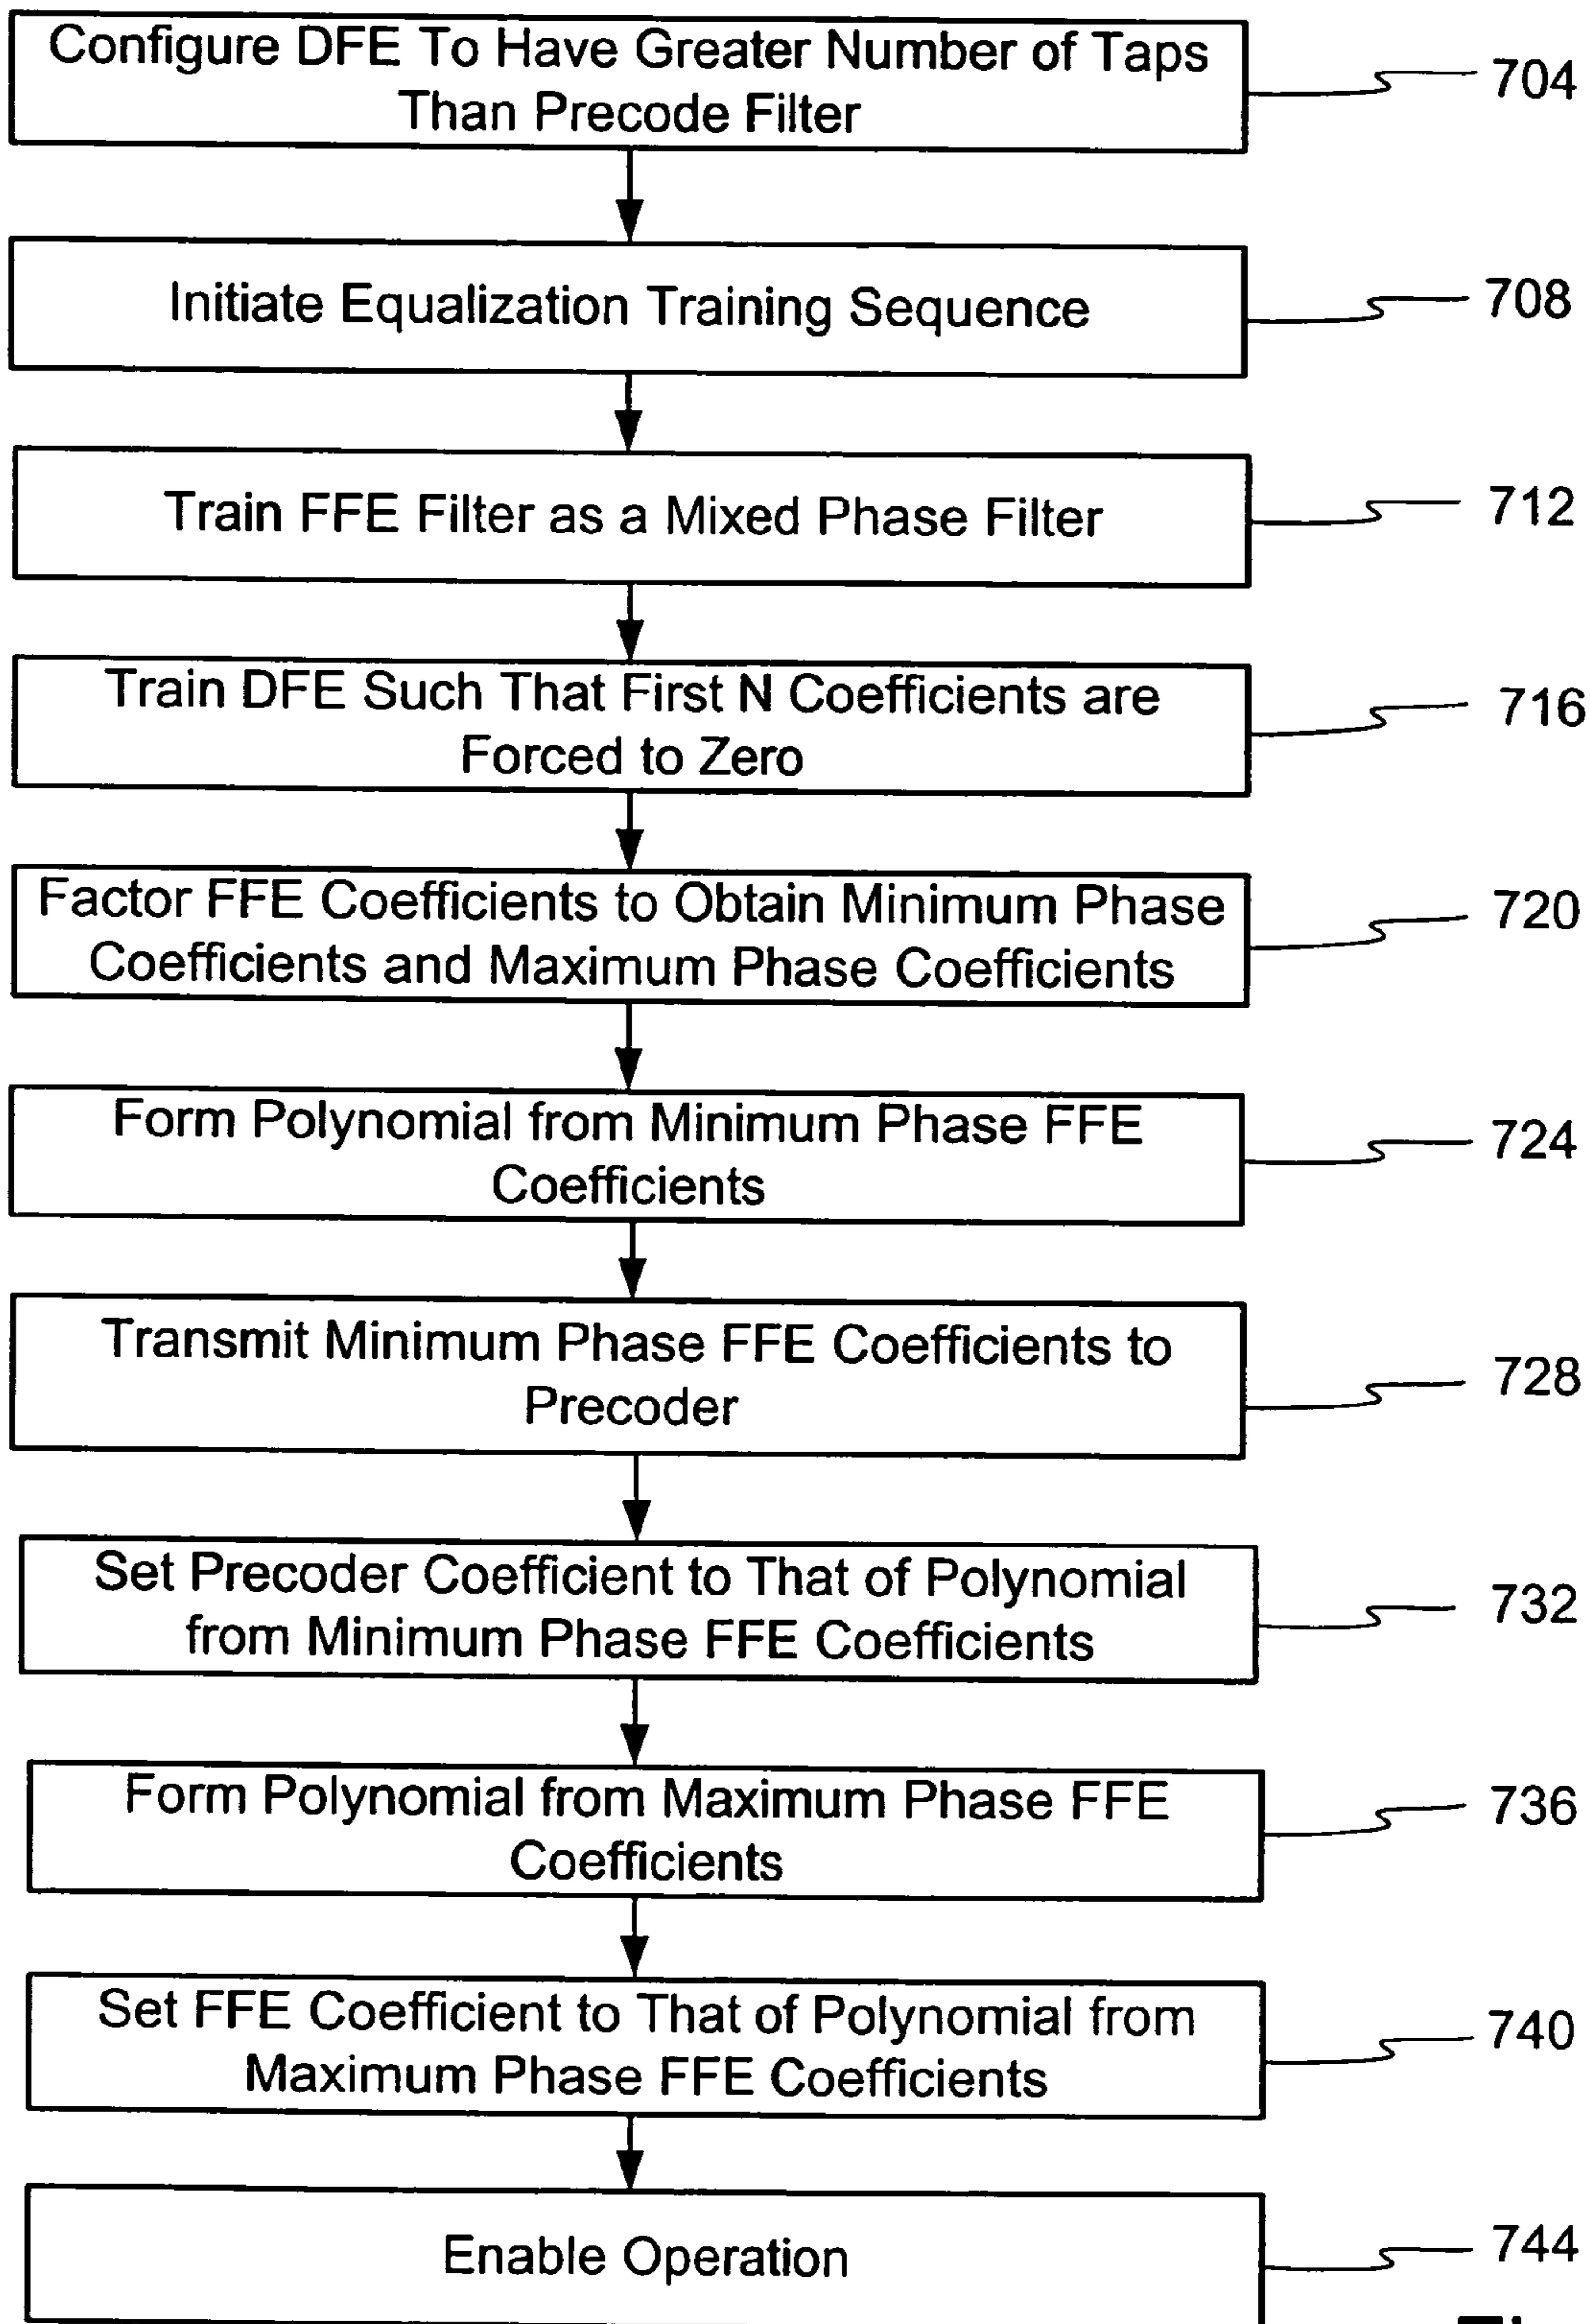 Configure DFE To Have Greater Number of Taps
Than Precode Filter
704
Initiate Equalization Training Sequence
708
Train FFE Filter as a Mixed Phase Filter
712
Train DFE Such That First N Coefficients are
Forced to Zero
716
Factor FFE Coefficients to Obtain Minimum Phase
Coefficients and Maximum Phase Coefficients
720
Form Polynomial from Minimum Phase FFE
Coefficients
724
Transmit Minimum Phase FFE Coefficients to
Precoder
728
Set Precoder Coefficient to That of Polynomial
from Minimum Phase FFE Coefficients
732
Form Polynomial from Maximum Phase FFE
Coefficients
736
Set FFE Coefficient to That of Polynomial from
Maximum Phase FFE Coefficients
740
Enable Operation
744